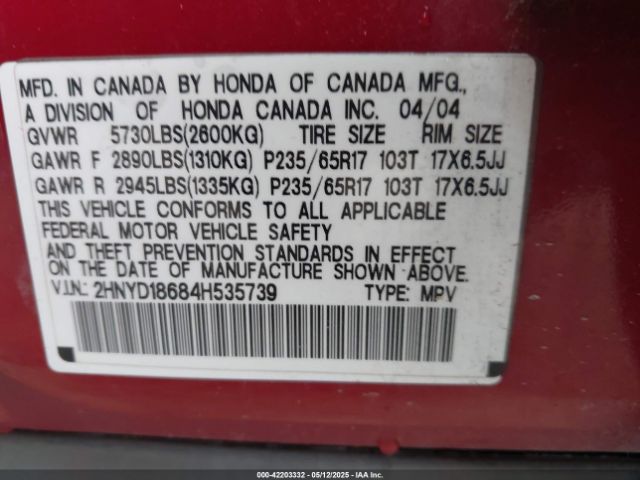 MFD. IN CANADA BY HONDA OF CANADA MFG.,
A DIVISION OF HONDA CANADA INC. 04/04
GVWR 5730LBS(2600KG) TIRE SIZE RIM SIZE
GAWR F 2890LBS(1310KG) P235/65R17 103T 17X6.5JJ
GAWR R 2945LBS(1335KG) P235/65R17 103T 17X6.5JJ
THIS VEHICLE CONFORMS TO ALL APPLICABLE
FEDERAL MOTOR VEHICLE SAFETY
AND THEFT PREVENTION STANDARDS IN EFFECT
ON THE DATE OF MANUFACTURE SHOWN ABOVE.
V.I.N.: 2HNYD18684H535739 TYPE: MPV
000-42203332 - 05/12/2025 - IAAI.COM